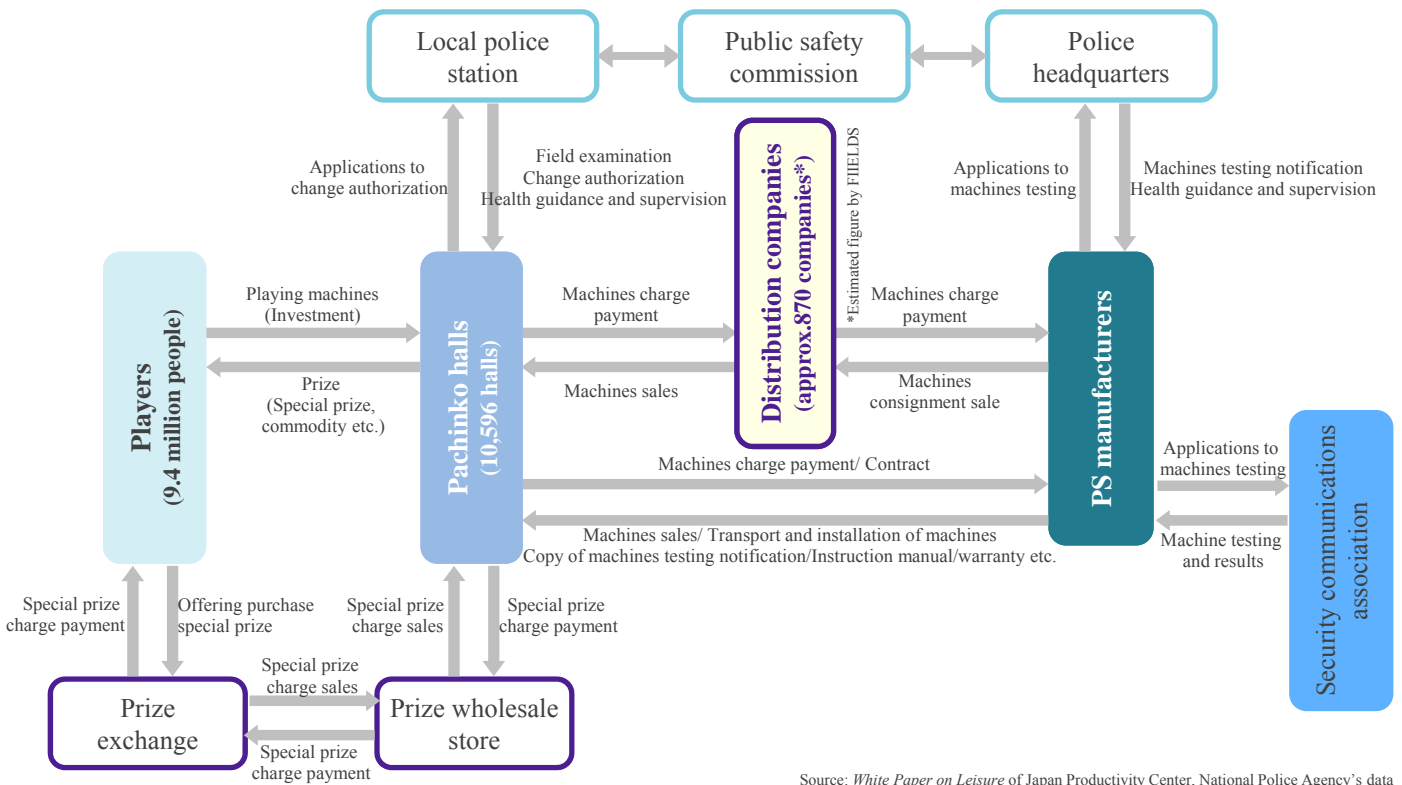 Local police
station
Public safety
commission
Police
headquarters
Applications to
change authorization
Field examination
Change authorization
Health guidance and supervision
Distribution companies
(approx.870 companies*)
*Estimated figure by FIIELDS
Applications to
machines testing
Machines testing notification
Health guidance and supervision
Players
(9.4 million people)
Playing machines
(Investment)
Prize
(Special prize,
commodity etc.)
Pachinko halls
(10,596 halls)
Machines charge
payment
Machines sales
Machines charge
payment
Machines
consignment sale
PS manufacturers
Machines charge payment/ Contract
Machines sales/ Transport and installation of machines
Copy of machines testing notification/Instruction manual/warranty etc.
Applications to
machines testing
Machine testing
and results
Security communications
association
Special prize
charge payment
Offering purchase
special prize
Special prize
charge sales
Special prize
charge payment
Prize
exchange
Special prize
charge sales
Special prize
charge payment
Prize wholesale
store
Source: White Paper on Leisure of Japan Productivity Center, National Police Agency's data